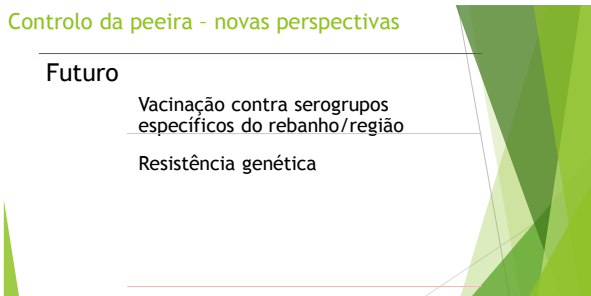 Controlo da peeira – novas perspectivas
Futuro
Vacinação contra serogrupos
específicos do rebanho/região
Resistência genética